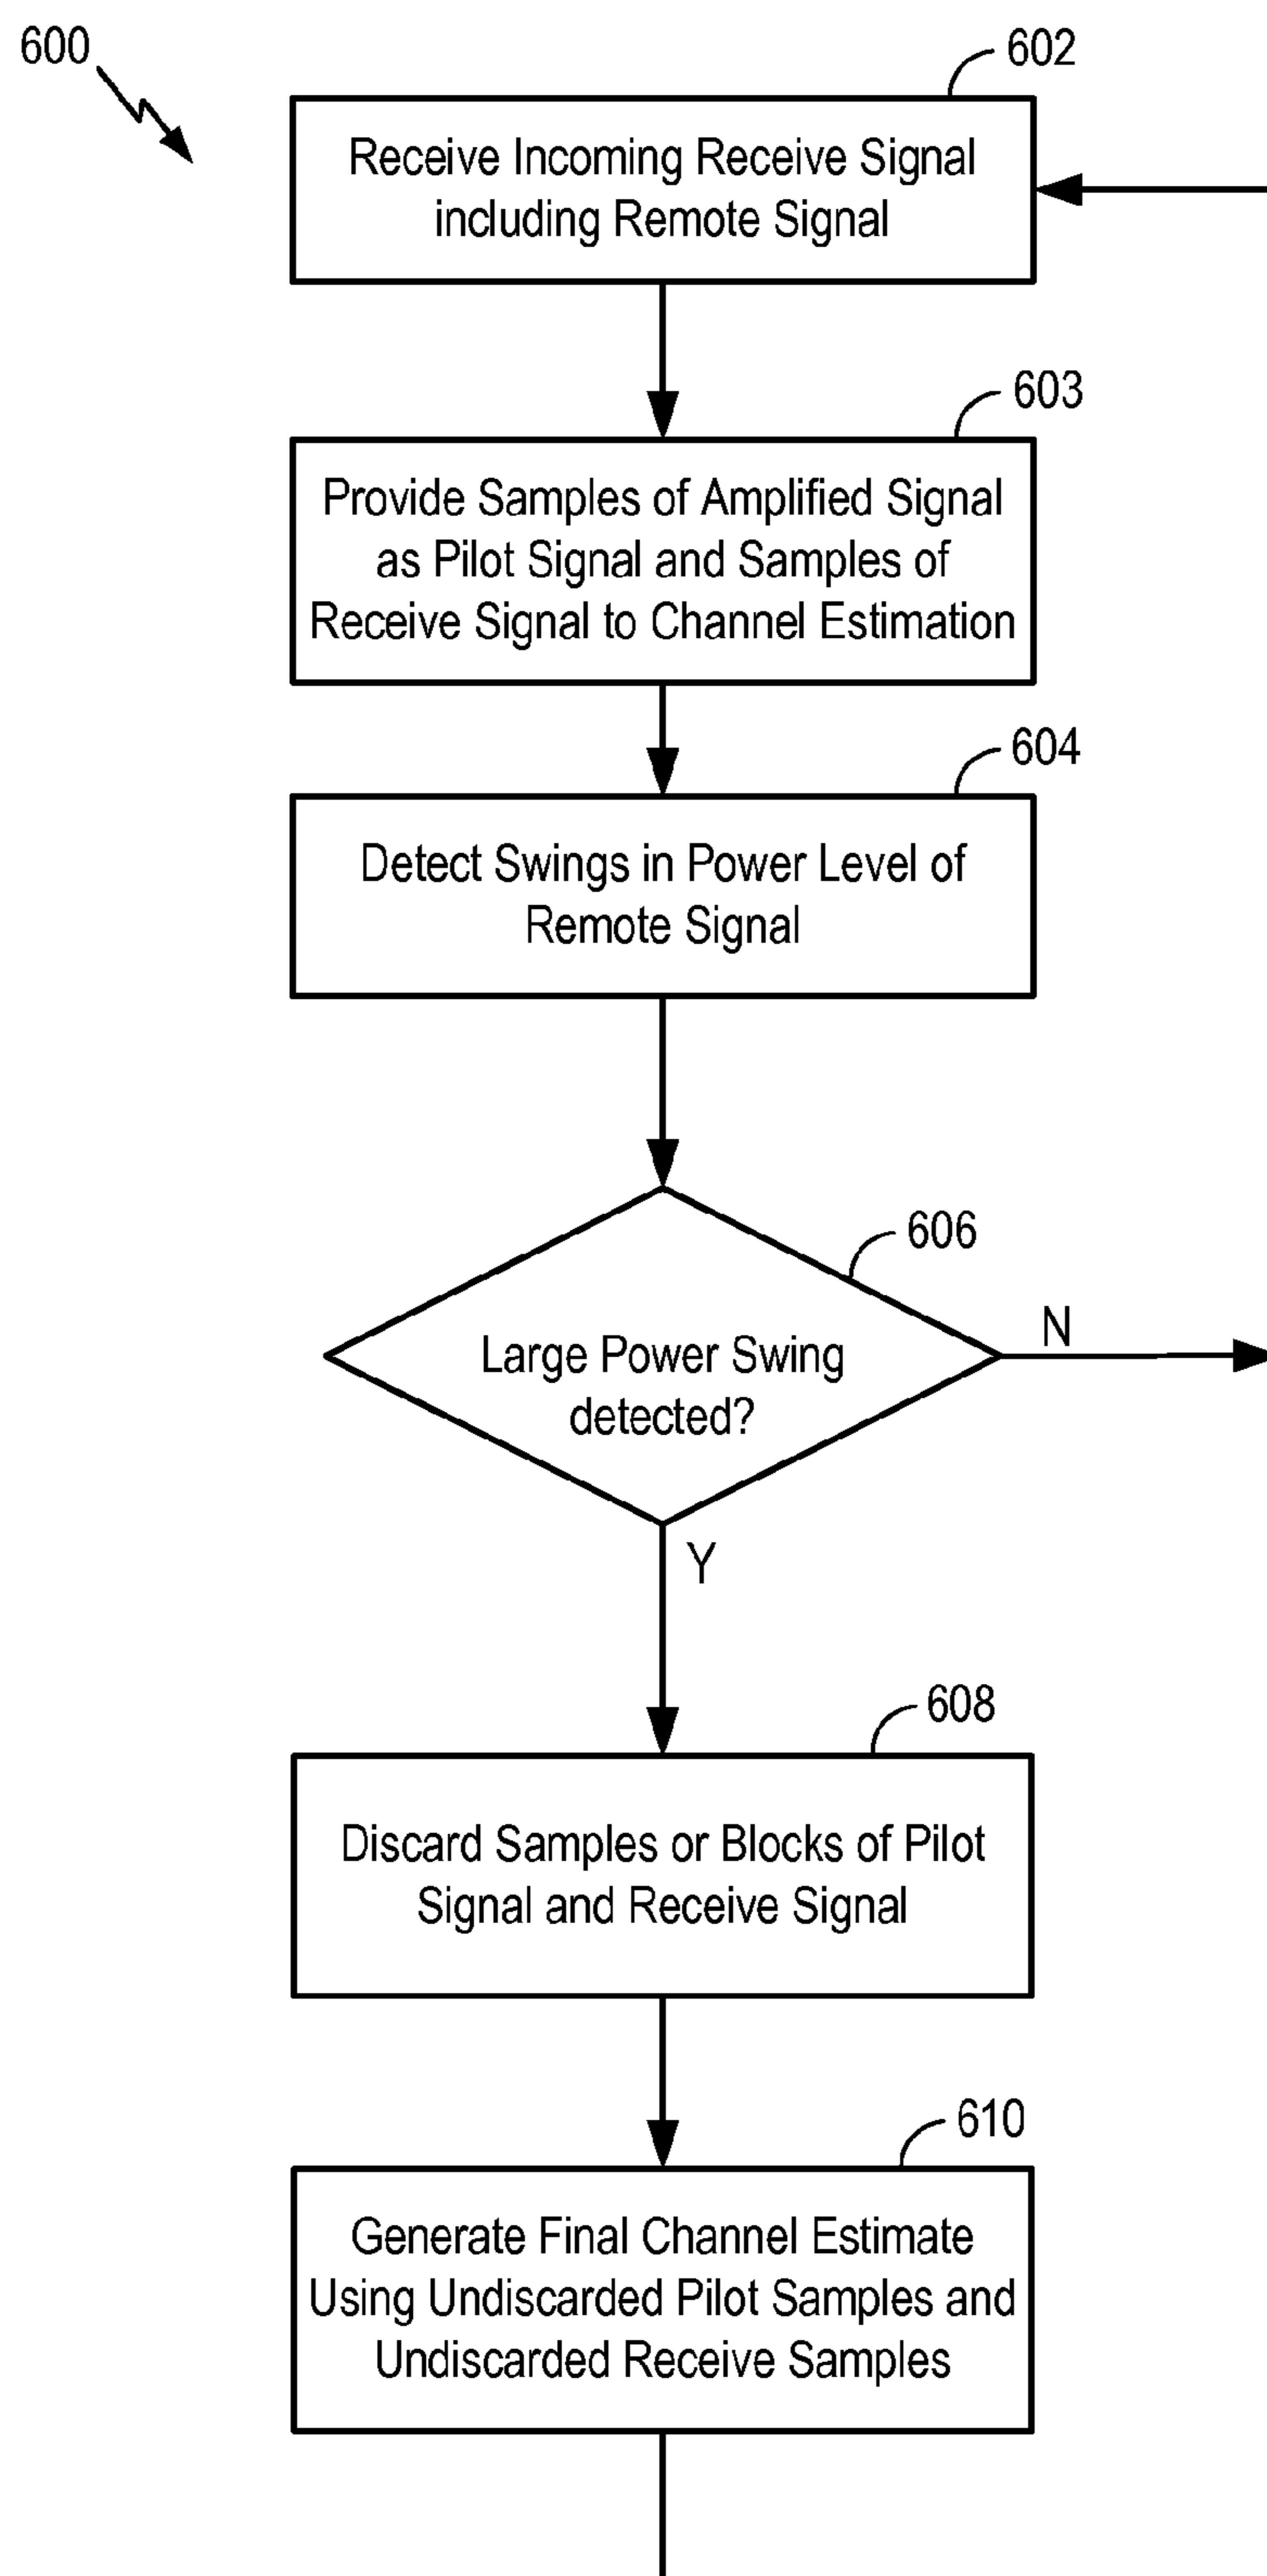 600
602
Receive Incoming Receive Signal
including Remote Signal
603
Provide Samples of Amplified Signal
as Pilot Signal and Samples of
Receive Signal to Channel Estimation
604
Detect Swings in Power Level of
Remote Signal
606
Large Power Swing
detected?
N
Y
608
Discard Samples or Blocks of Pilot
Signal and Receive Signal
610
Generate Final Channel Estimate
Using Undiscarded Pilot Samples and
Undiscarded Receive Samples